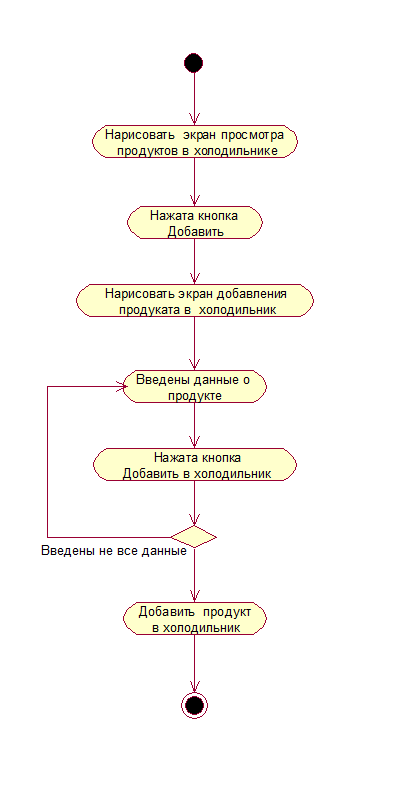 Нарисовать экран просмотра
продуктов в холодильнике
Нажата кнопка
Добавить
Нарисовать экран добавления
продуката в холодильник
Введены данные о
продукте
Нажата кнопка
Добавить в холодильник
Введены не все данные
Добавить продукт
в холодильник